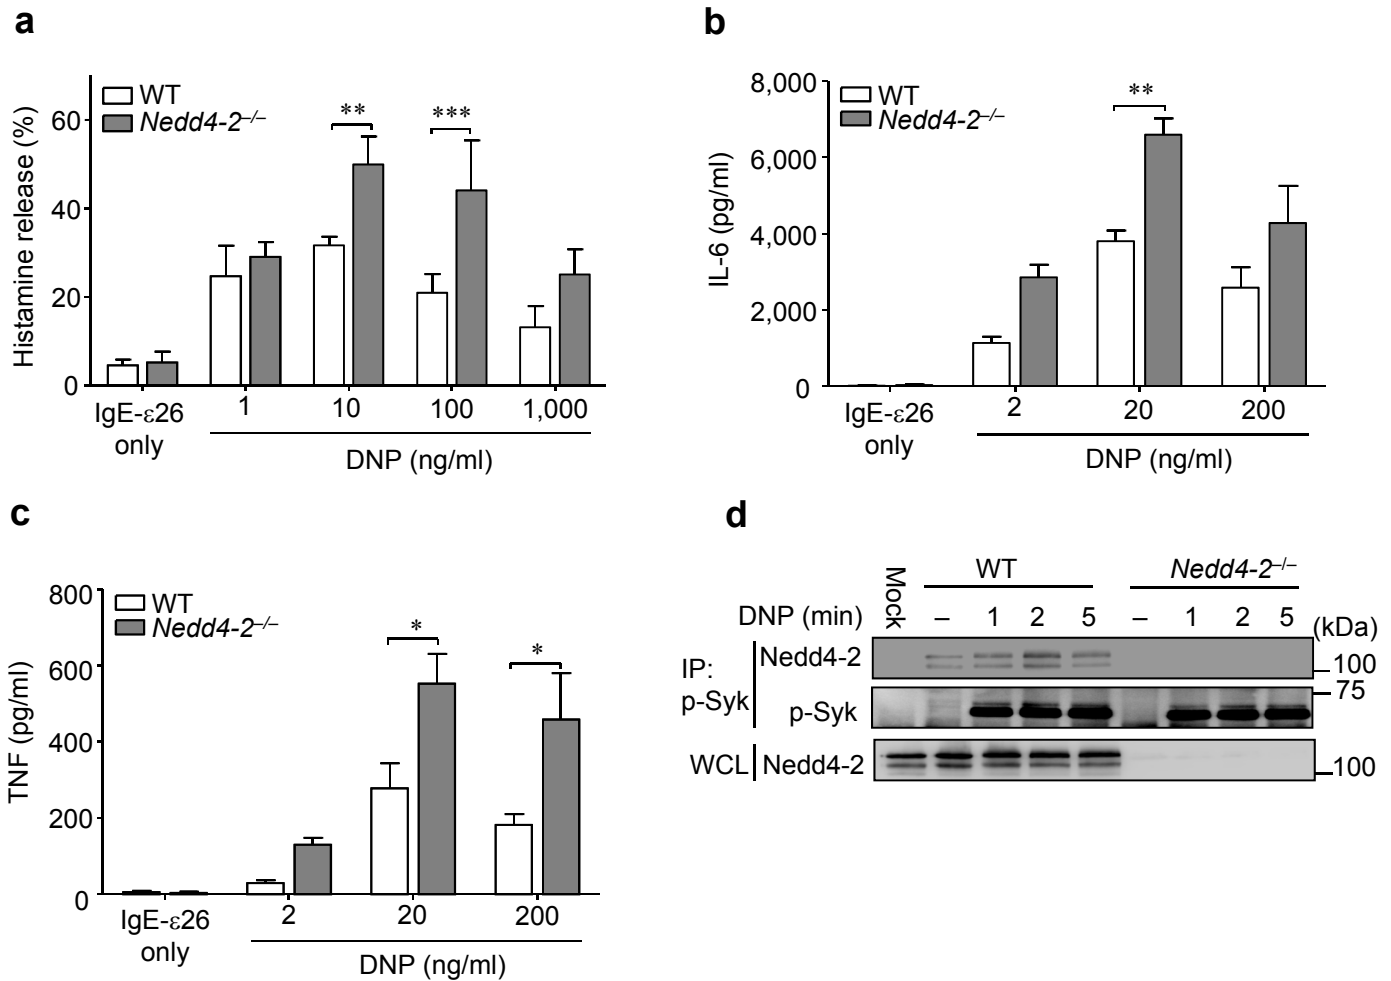 a
WT
Nedd4-2–/–
Histamine release (%)
60
40
20
0
** ***
IgE-ε26 only
1 10 100 1,000
DNP (ng/ml)
b
WT
Nedd4-2–/–
IL-6 (pg/ml)
8,000
6,000
4,000
2,000
0
**
IgE-ε26 only
2 20 200
DNP (ng/ml)
c
WT
Nedd4-2–/–
TNF (pg/ml)
800
600
400
200
0
* *
IgE-ε26 only
2 20 200
DNP (ng/ml)
d
Mock WT Nedd4-2–/–
DNP (min) – 1 2 5 – 1 2 5 (kDa)
IP: p-Syk
Nedd4-2 100
75
p-Syk
WCL Nedd4-2 100